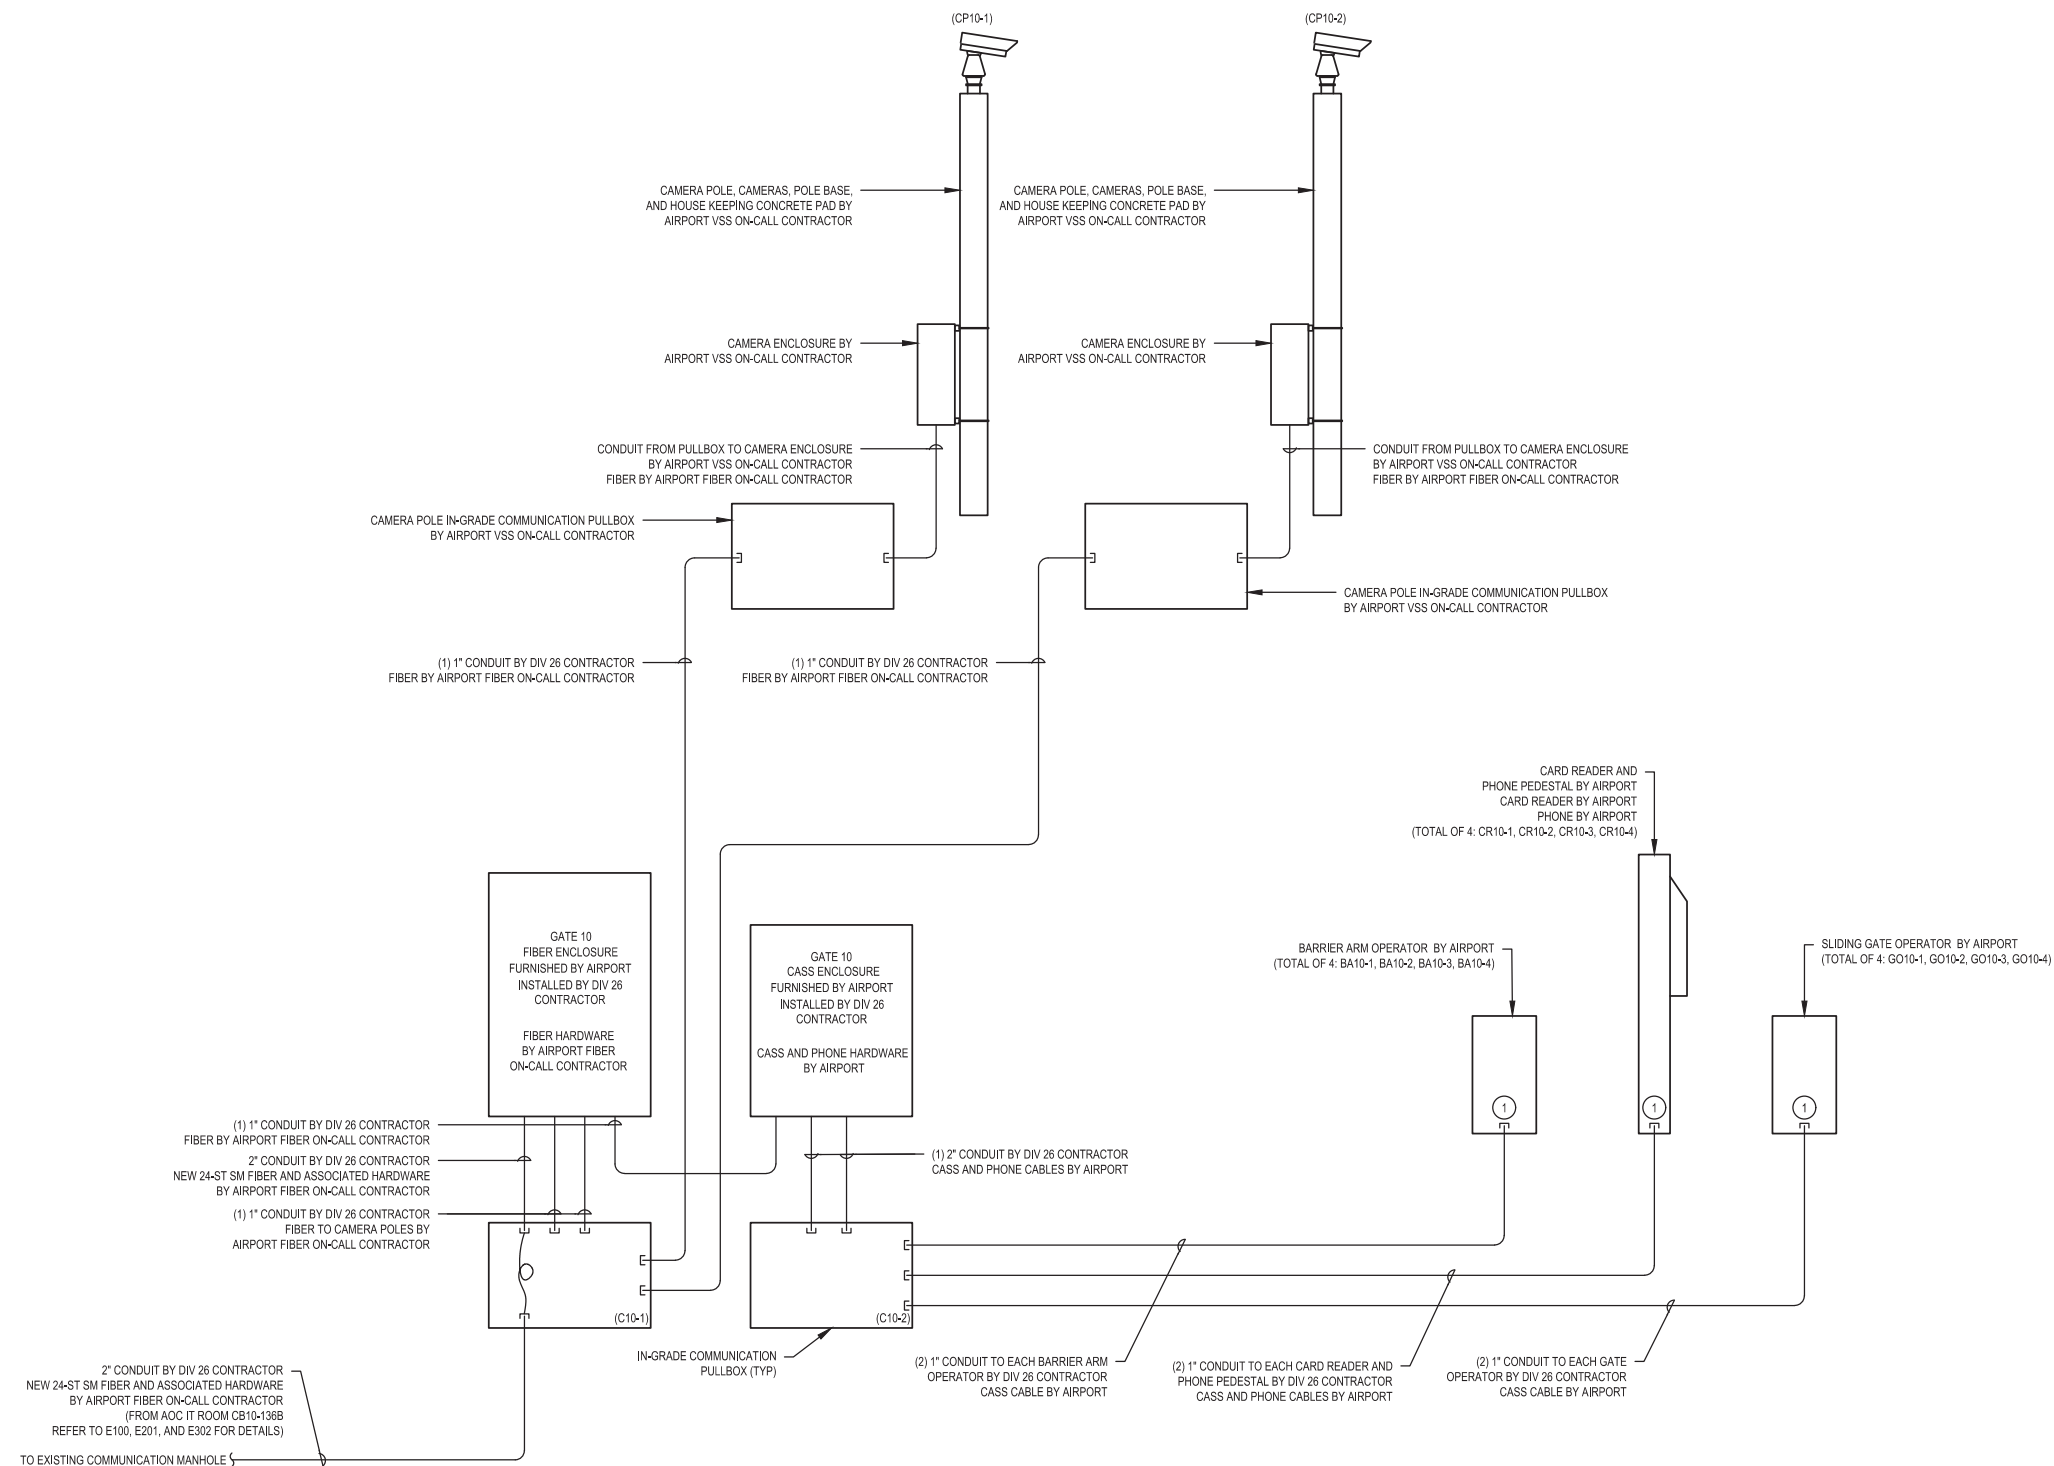 (CP10-1)
(CP10-2)
CAMERA POLE, CAMERAS, POLE BASE,
AND HOUSE KEEPING CONCRETE PAD BY
AIRPORT VSS ON-CALL CONTRACTOR
CAMERA POLE, CAMERAS, POLE BASE,
AND HOUSE KEEPING CONCRETE PAD BY
AIRPORT VSS ON-CALL CONTRACTOR
CAMERA ENCLOSURE BY
AIRPORT VSS ON-CALL CONTRACTOR
CAMERA ENCLOSURE BY
AIRPORT VSS ON-CALL CONTRACTOR
CONDUIT FROM PULLBOX TO CAMERA ENCLOSURE
BY AIRPORT VSS ON-CALL CONTRACTOR
FIBER BY AIRPORT FIBER ON-CALL CONTRACTOR
CONDUIT FROM PULLBOX TO CAMERA ENCLOSURE
BY AIRPORT VSS ON-CALL CONTRACTOR
FIBER BY AIRPORT FIBER ON-CALL CONTRACTOR
CAMERA POLE IN-GRADE COMMUNICATION PULLBOX
BY AIRPORT VSS ON-CALL CONTRACTOR
CAMERA POLE IN-GRADE COMMUNICATION PULLBOX
BY AIRPORT VSS ON-CALL CONTRACTOR
(1) 1" CONDUIT BY DIV 26 CONTRACTOR
FIBER BY AIRPORT FIBER ON-CALL CONTRACTOR
(1) 1" CONDUIT BY DIV 26 CONTRACTOR
FIBER BY AIRPORT FIBER ON-CALL CONTRACTOR
CARD READER AND
PHONE PEDESTAL BY AIRPORT
CARD READER BY AIRPORT
PHONE BY AIRPORT
(TOTAL OF 4: CR10-1, CR10-2, CR10-3, CR10-4)
GATE 10
FIBER ENCLOSURE
FURNISHED BY AIRPORT
INSTALLED BY DIV 26
CONTRACTOR
FIBER HARDWARE
BY AIRPORT FIBER
ON-CALL CONTRACTOR
GATE 10
CASS ENCLOSURE
FURNISHED BY AIRPORT
INSTALLED BY DIV 26
CONTRACTOR
CASS AND PHONE HARDWARE
BY AIRPORT
BARRIER ARM OPERATOR BY AIRPORT
(TOTAL OF 4: BA10-1, BA10-2, BA10-3, BA10-4)
SLIDING GATE OPERATOR BY AIRPORT
(TOTAL OF 4: GO10-1, GO10-2, GO10-3, GO10-4)
1
1
1
(1) 1" CONDUIT BY DIV 26 CONTRACTOR
FIBER BY AIRPORT FIBER ON-CALL CONTRACTOR
2" CONDUIT BY DIV 26 CONTRACTOR
NEW 24-ST SM FIBER AND ASSOCIATED HARDWARE
BY AIRPORT FIBER ON-CALL CONTRACTOR
(1) 1" CONDUIT BY DIV 26 CONTRACTOR
FIBER TO CAMERA POLES BY
AIRPORT FIBER ON-CALL CONTRACTOR
(1) 2" CONDUIT BY DIV 26 CONTRACTOR
CASS AND PHONE CABLES BY AIRPORT
(C10-1)
(C10-2)
IN-GRADE COMMUNICATION
PULLBOX (TYP)
(2) 1" CONDUIT TO EACH BARRIER ARM
OPERATOR BY DIV 26 CONTRACTOR
CASS CABLE BY AIRPORT
(2) 1" CONDUIT TO EACH CARD READER AND
PHONE PEDESTAL BY DIV 26 CONTRACTOR
CASS AND PHONE CABLES BY AIRPORT
(2) 1" CONDUIT TO EACH GATE
OPERATOR BY DIV 26 CONTRACTOR
CASS CABLE BY AIRPORT
2" CONDUIT BY DIV 26 CONTRACTOR
NEW 24-ST SM FIBER AND ASSOCIATED HARDWARE
BY AIRPORT FIBER ON-CALL CONTRACTOR
(FROM AOC IT ROOM CB10-136B
REFER TO E100, E201, AND E302 FOR DETAILS)
TO EXISTING COMMUNICATION MANHOLE